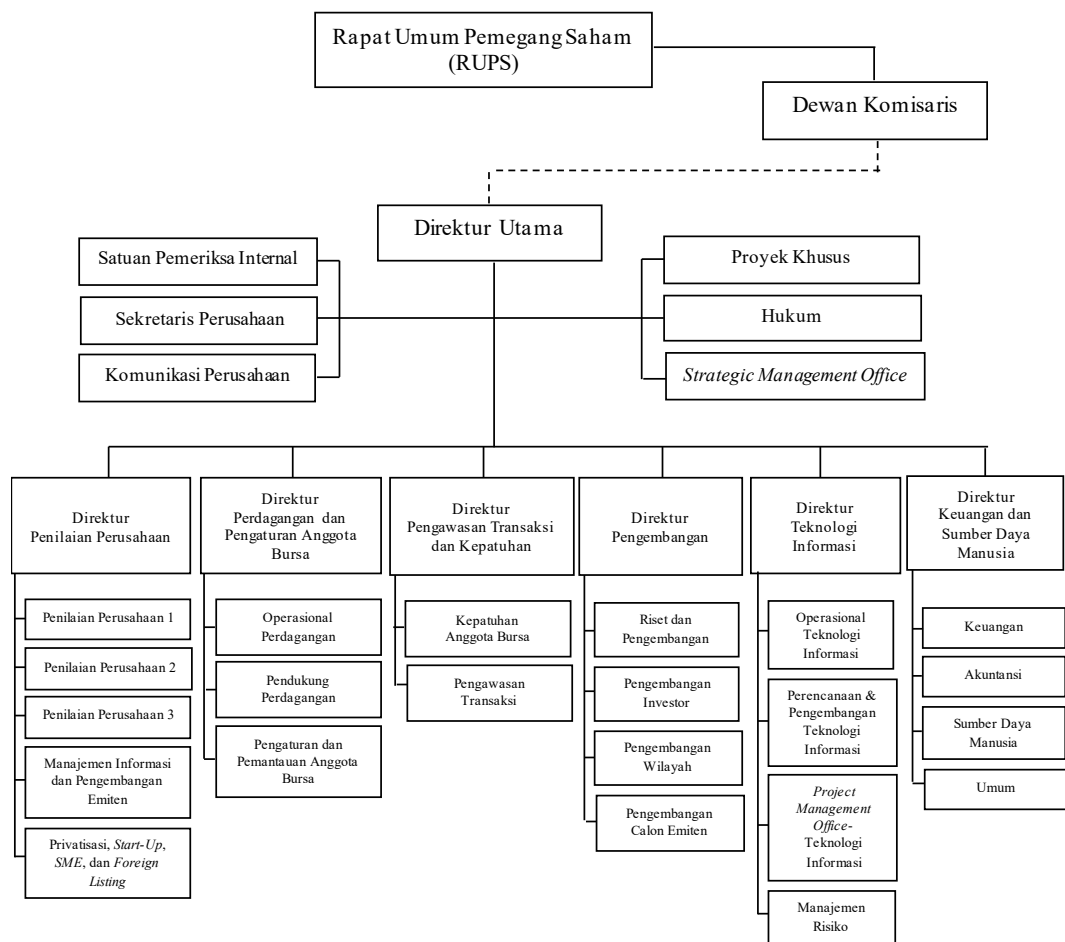 Rapat Umum Pemegang Saham
(RUPS)
Dewan Komisaris
Direktur Utama
Satuan Pemeriksa Internal
Sekretaris Perusahaan
Komunikasi Perusahaan
Proyek Khusus
Hukum
Strategic Management Office
Direktur
Penilaian Perusahaan
Penilaian Perusahaan 1
Penilaian Perusahaan 2
Penilaian Perusahaan 3
Manajemen Informasi
dan Pengembangan
Emiten
Privatisasi, Start-Up,
SME, dan Foreign
Listing
Direktur
Perdagangan dan
Pengaturan Anggota
Bursa
Operasional
Perdagangan
Pendukung
Perdagangan
Pengaturan dan
Pemantauan Anggota
Bursa
Direktur
Pengawasan Transaksi
dan Kepatuhan
Kepatuhan
Anggota Bursa
Pengawasan
Transaksi
Direktur
Pengembangan
Riset dan
Pengembangan
Pengembangan
Investor
Pengembangan
Wilayah
Pengembangan
Calon Emiten
Direktur
Teknologi
Informasi
Operasional
Teknologi
Informasi
Perencanaan &
Pengembangan
Teknologi
Informasi
Project
Management
Office-
Teknologi
Informasi
Manajemen
Risiko
Direktur
Keuangan dan
Sumber Daya
Manusia
Keuangan
Akuntansi
Sumber Daya
Manusia
Umum